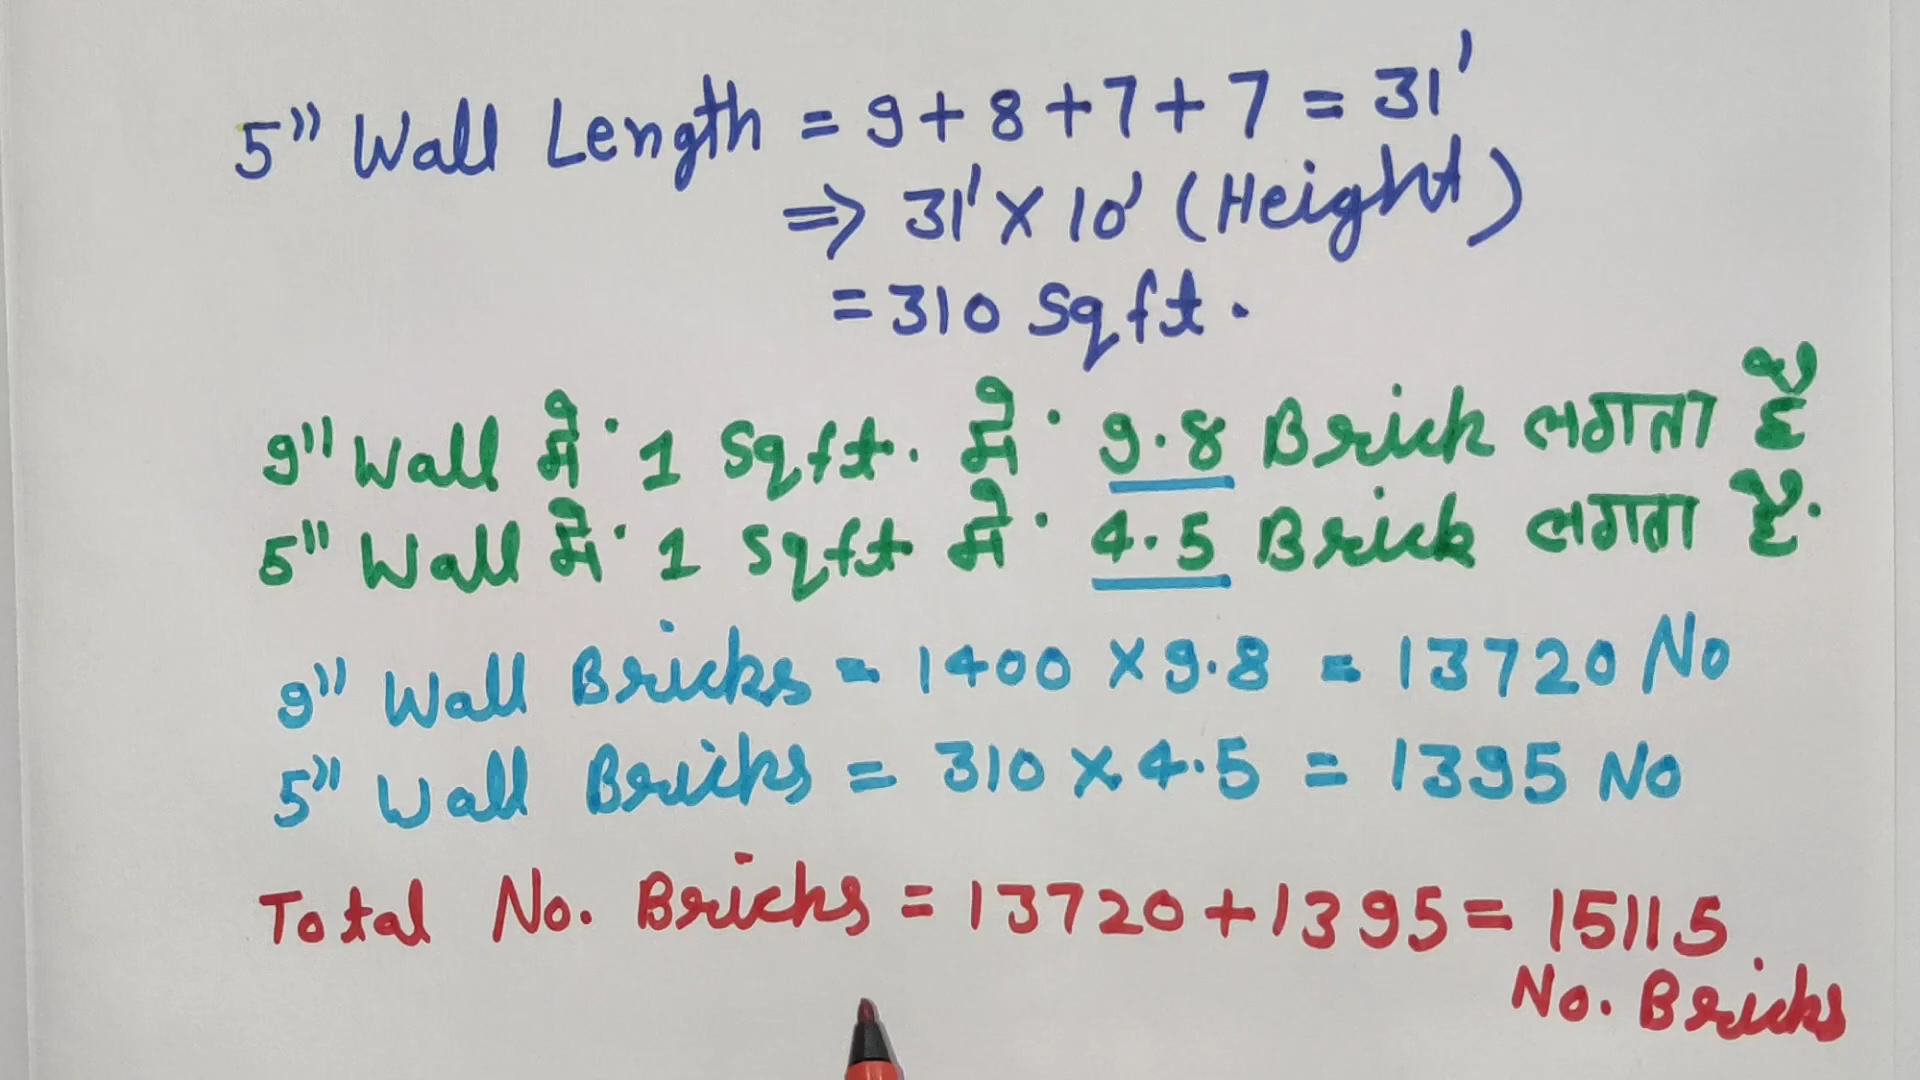 5" Wall Length = 9+8+7+7 = 31'
⇒ 31' X 10' (Height)
= 310 Sqft.
9" Wall में 1 Sqft. में 9.8 Brick लगता है
5" Wall में 1 Sqft में 4.5 Brick लगता है.
9" Wall Bricks = 1400 X 9.8 = 13720 No
5" Wall Bricks = 310 X 4.5 = 1395 No
Total No. Bricks = 13720+1395 = 15115
No. Bricks